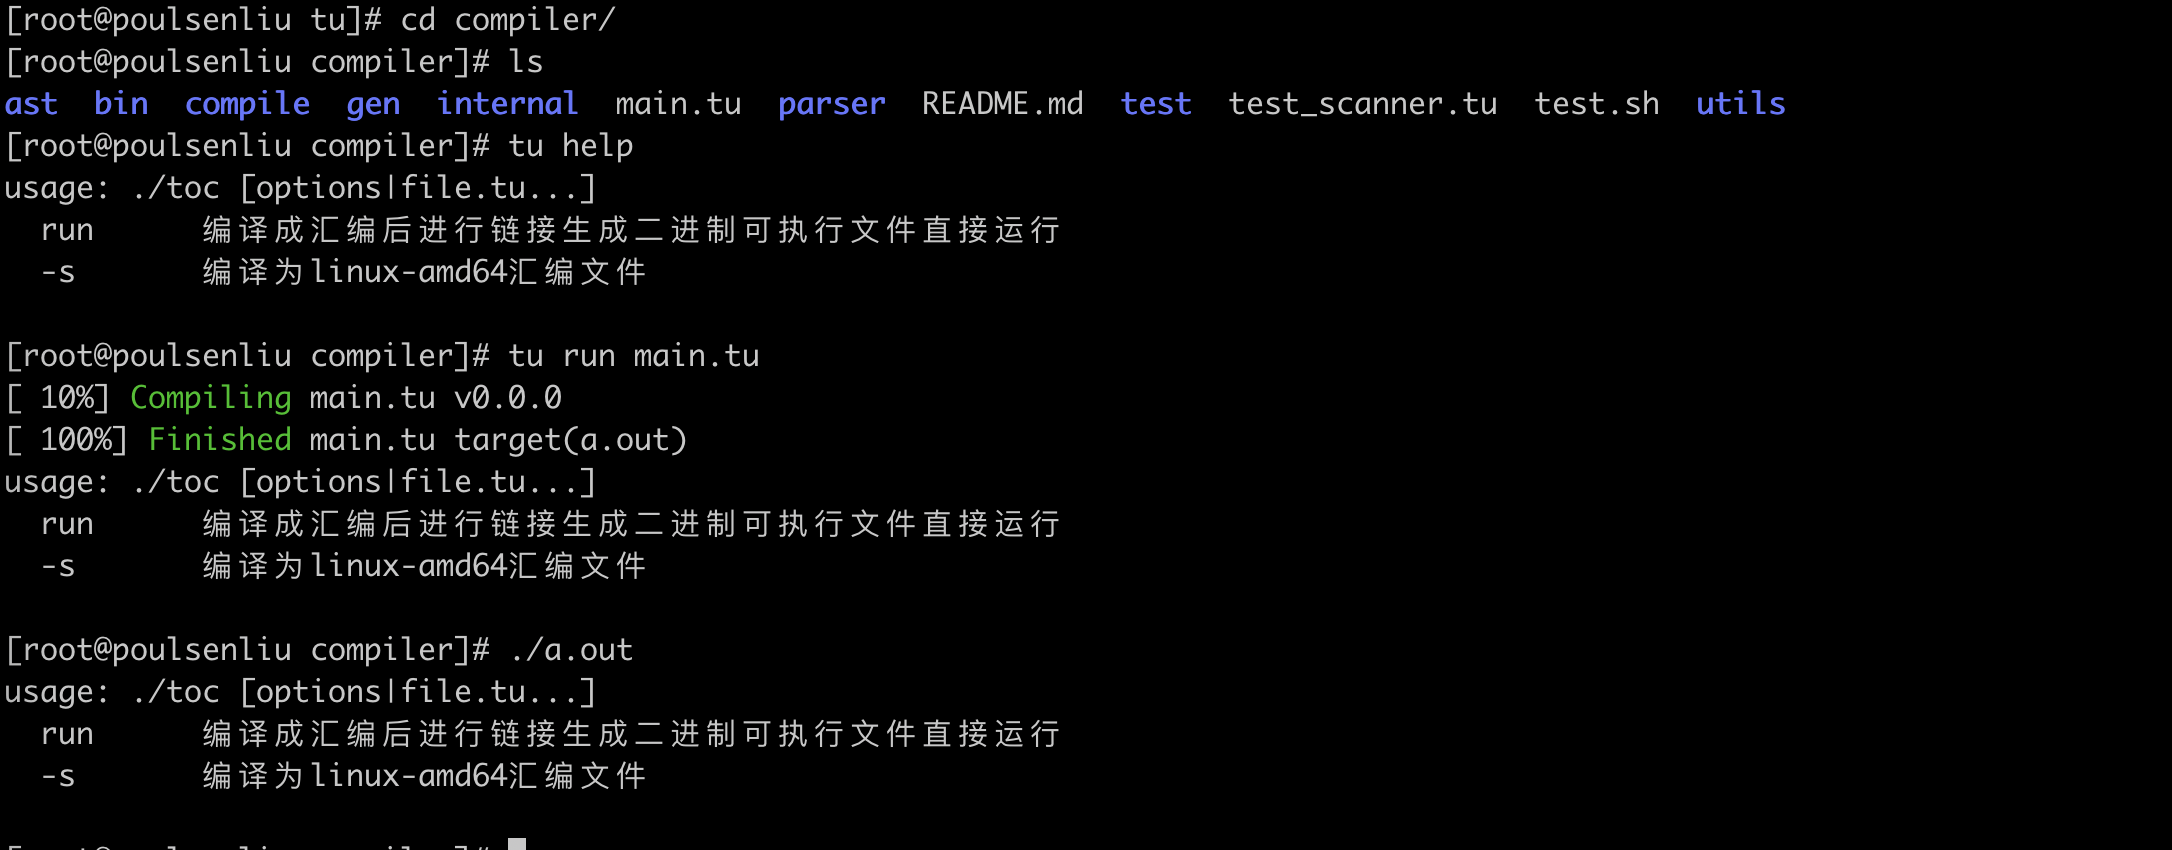 [root@poulsenliu tu]# cd compiler/
[root@poulsenliu compiler]# ls
ast  bin  compile  gen  internal  main.tu  parser  README.md  test  test_scanner.tu  test.sh  utils
[root@poulsenliu compiler]# tu help
usage: ./toc [options|file.tu...]
  run      编译成汇编后进行链接生成二进制可执行文件直接运行
  -s       编译为linux-amd64汇编文件
[root@poulsenliu compiler]# tu run main.tu
[ 10%] Compiling main.tu v0.0.0
[ 100%] Finished main.tu target(a.out)
usage: ./toc [options|file.tu...]
  run      编译成汇编后进行链接生成二进制可执行文件直接运行
  -s       编译为linux-amd64汇编文件
[root@poulsenliu compiler]# ./a.out
usage: ./toc [options|file.tu...]
  run      编译成汇编后进行链接生成二进制可执行文件直接运行
  -s       编译为linux-amd64汇编文件
[root@poulsenliu compiler]#